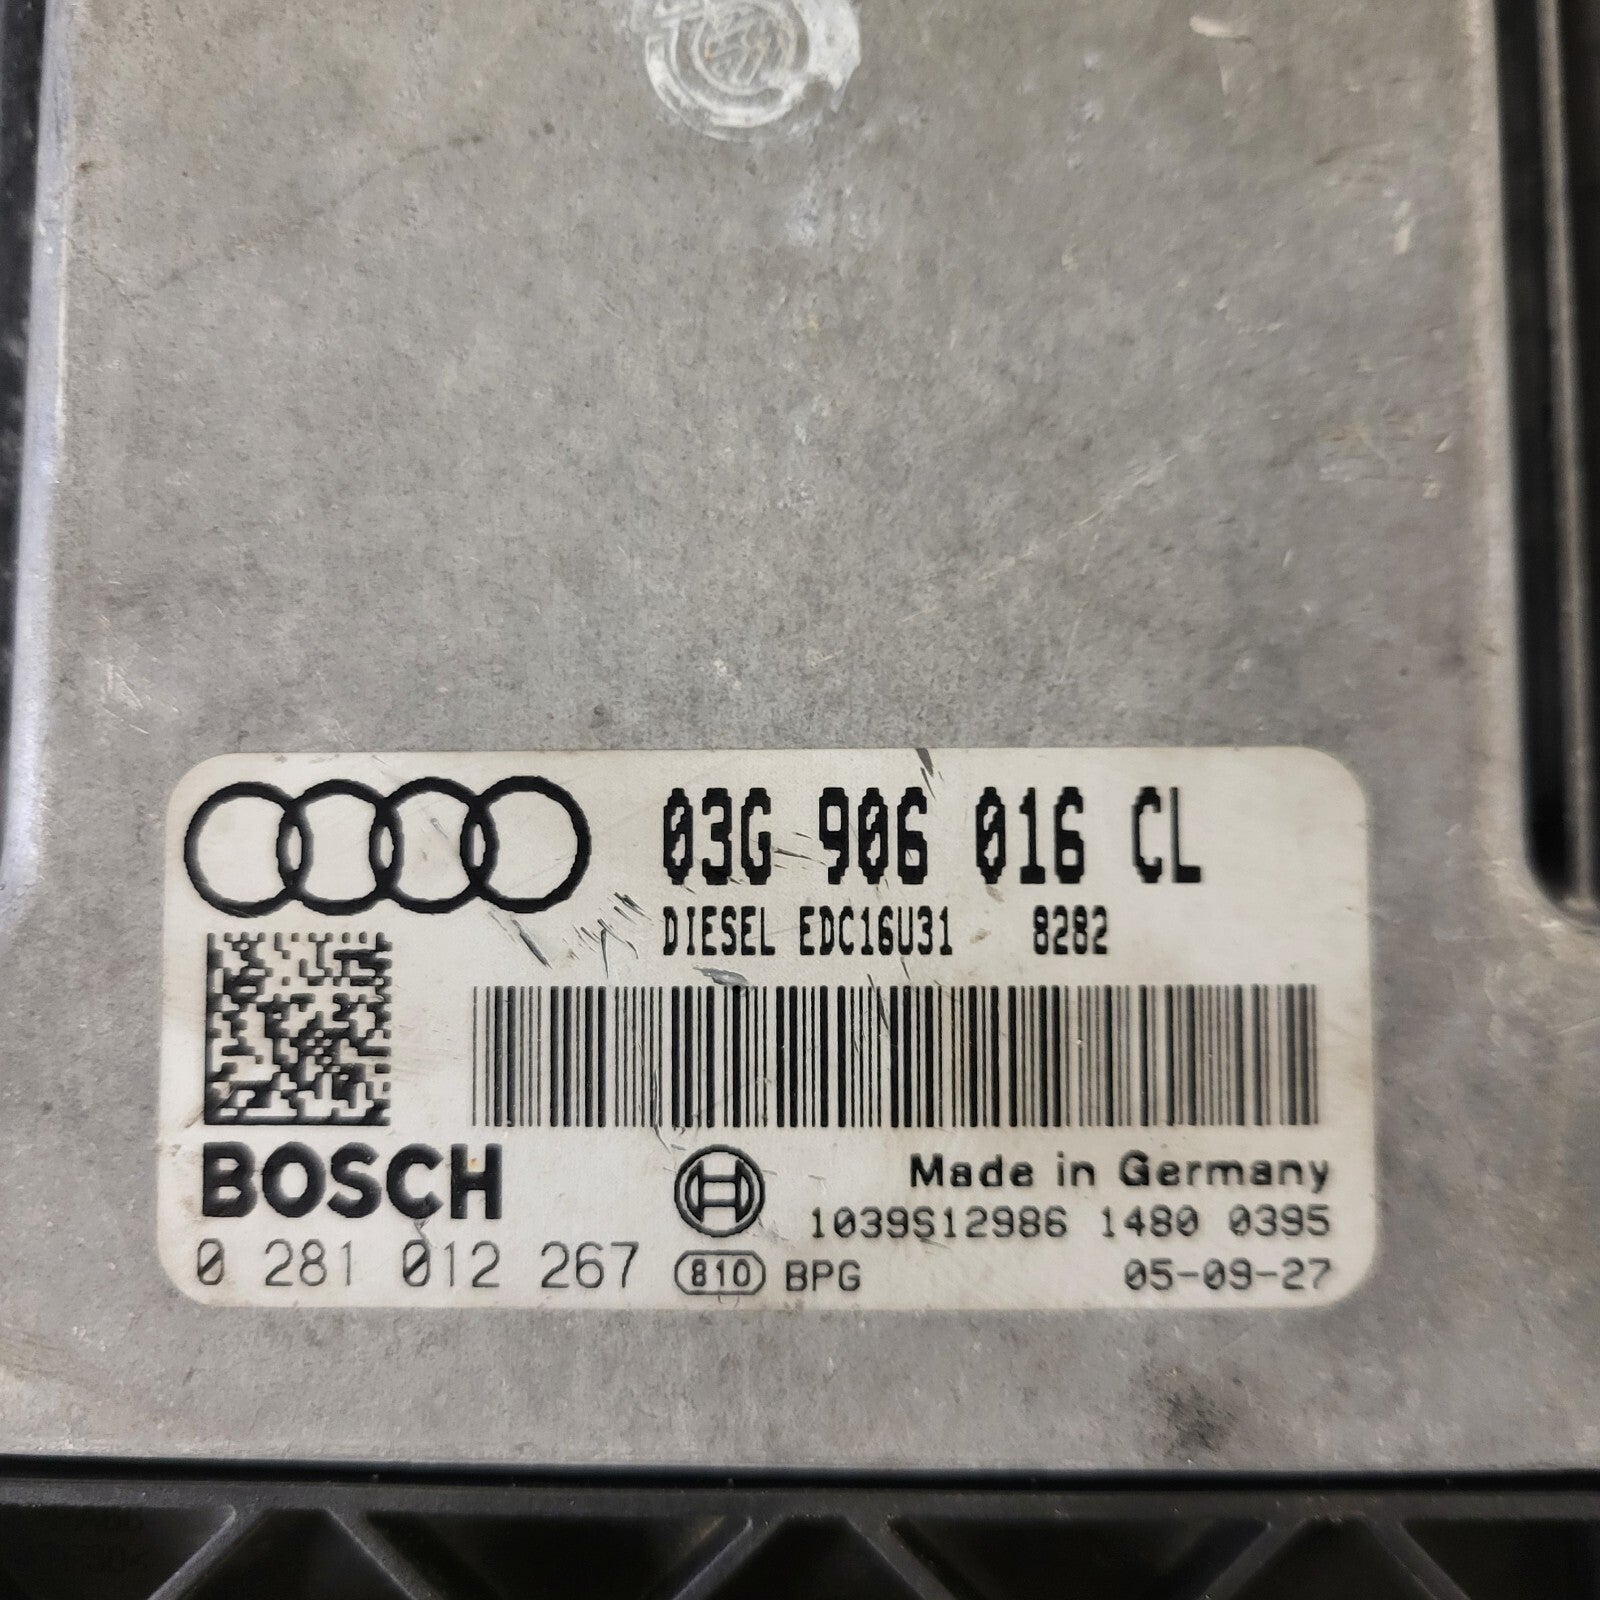 03G 906 016 CL
DIESEL EDC16U31 8282
BOSCH
Made in Germany
1039S12986 1480 0395
0 281 012 267
810 BPG
05-09-27